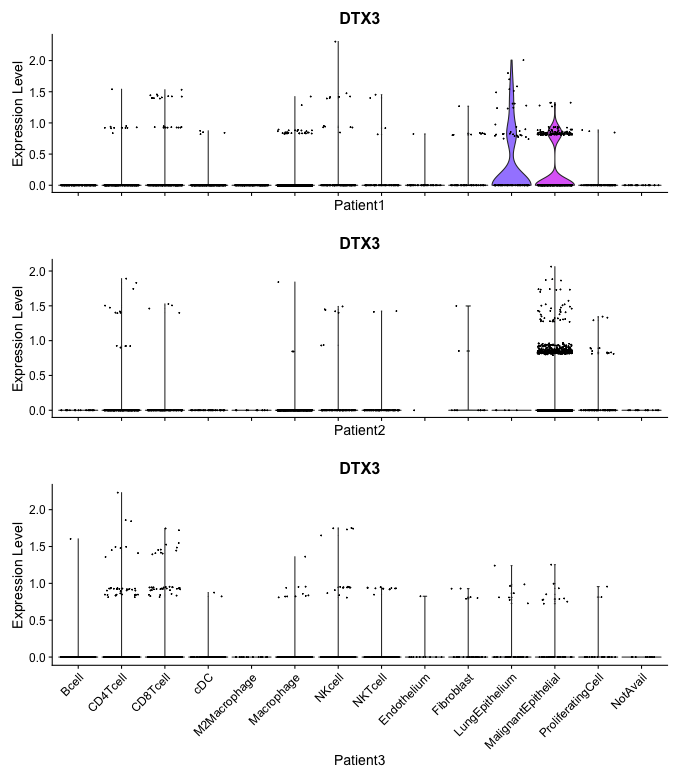 DTX3
Expression Level
2.0
1.5
1.0
0.5
0.0
Patient1
DTX3
Expression Level
2.0
1.5
1.0
0.5
0.0
Patient2
DTX3
Expression Level
2.0
1.5
1.0
0.5
0.0
Bcell
CD4Tcell
CD8Tcell
cDC
M2Macrophage
Macrophage
NKcell
NKTcell
Endothelium
Fibroblast
LungEpithelium
MalignantEpithelial
ProliferatingCell
NotAvail
Patient3